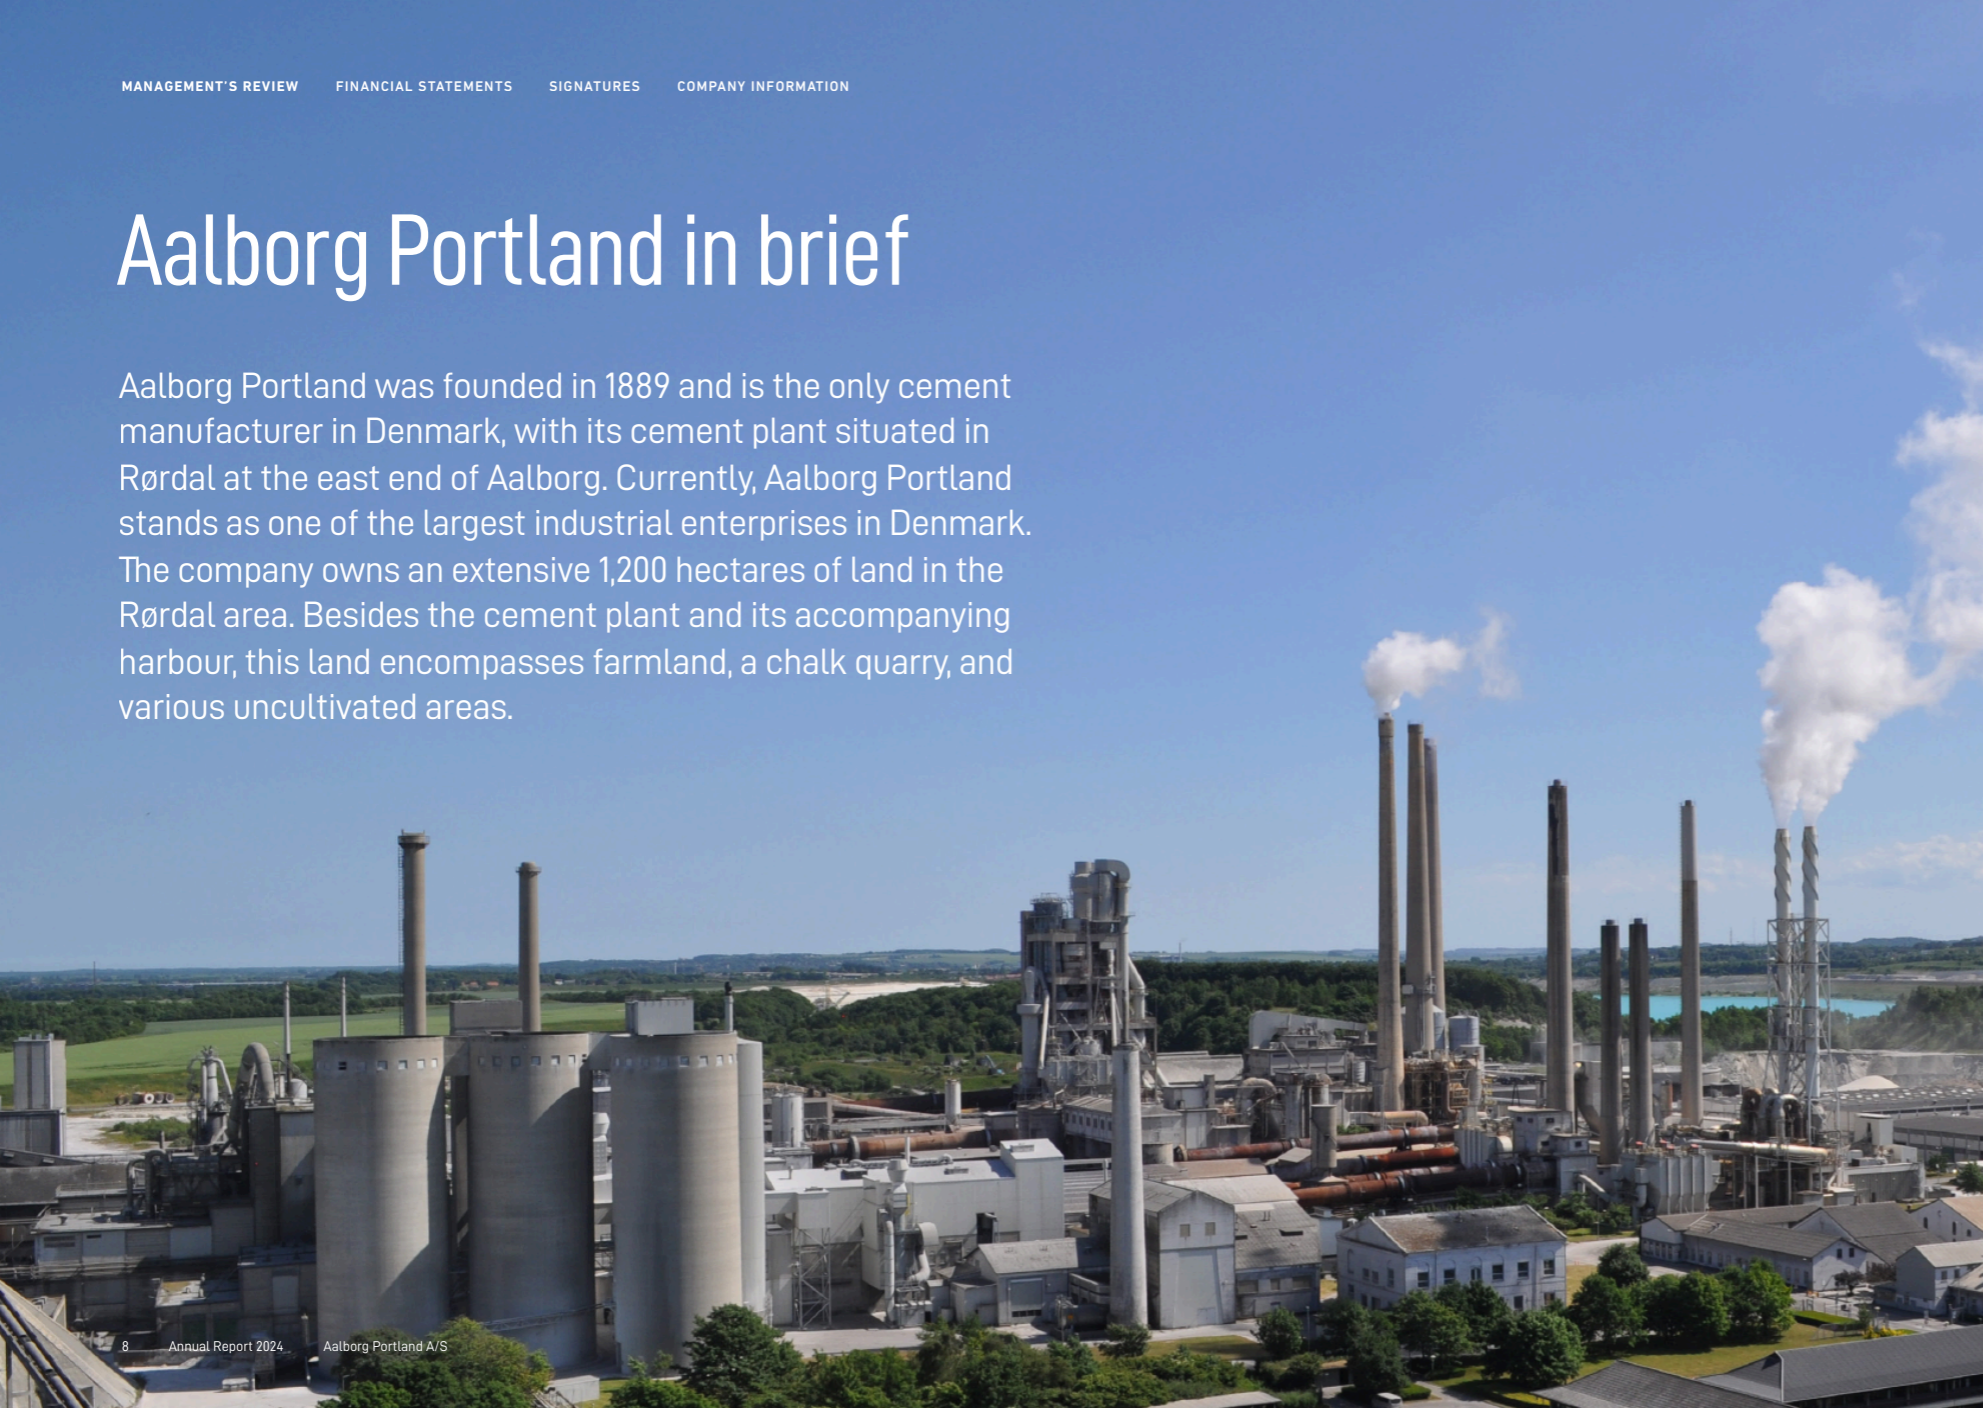 MANAGEMENT'S REVIEW FINANCIAL STATEMENTS SIGNATURES COMPANY INFORMATION
Aalborg Portland in brief
Aalborg Portland was founded in 1889 and is the only cement
manufacturer in Denmark, with its cement plant situated in
Rørdal at the east end of Aalborg. Currently, Aalborg Portland
stands as one of the largest industrial enterprises in Denmark.
The company owns an extensive 1,200 hectares of land in the
Rørdal area. Besides the cement plant and its accompanying
harbour, this land encompasses farmland, a chalk quarry, and
various uncultivated areas.
8 Annual Report 2024 Aalborg Portland A/S